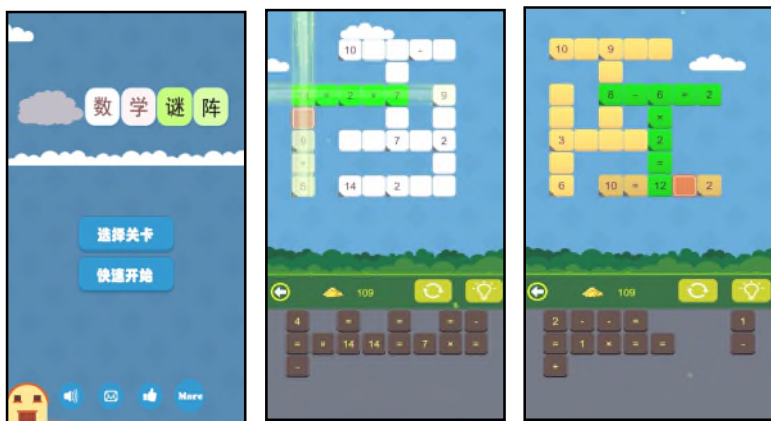 数学谜阵
选择关卡
快速开始
More
10 -
= 2 × 7 9
9 7 2
14 2
109
4 = = = -
= 14 14 = 7 × =
-
10 9
8 - 6 = 2
×
3 2
=
6 10 = 12 2
109
2 - - = 1
= 1 × = = -
+